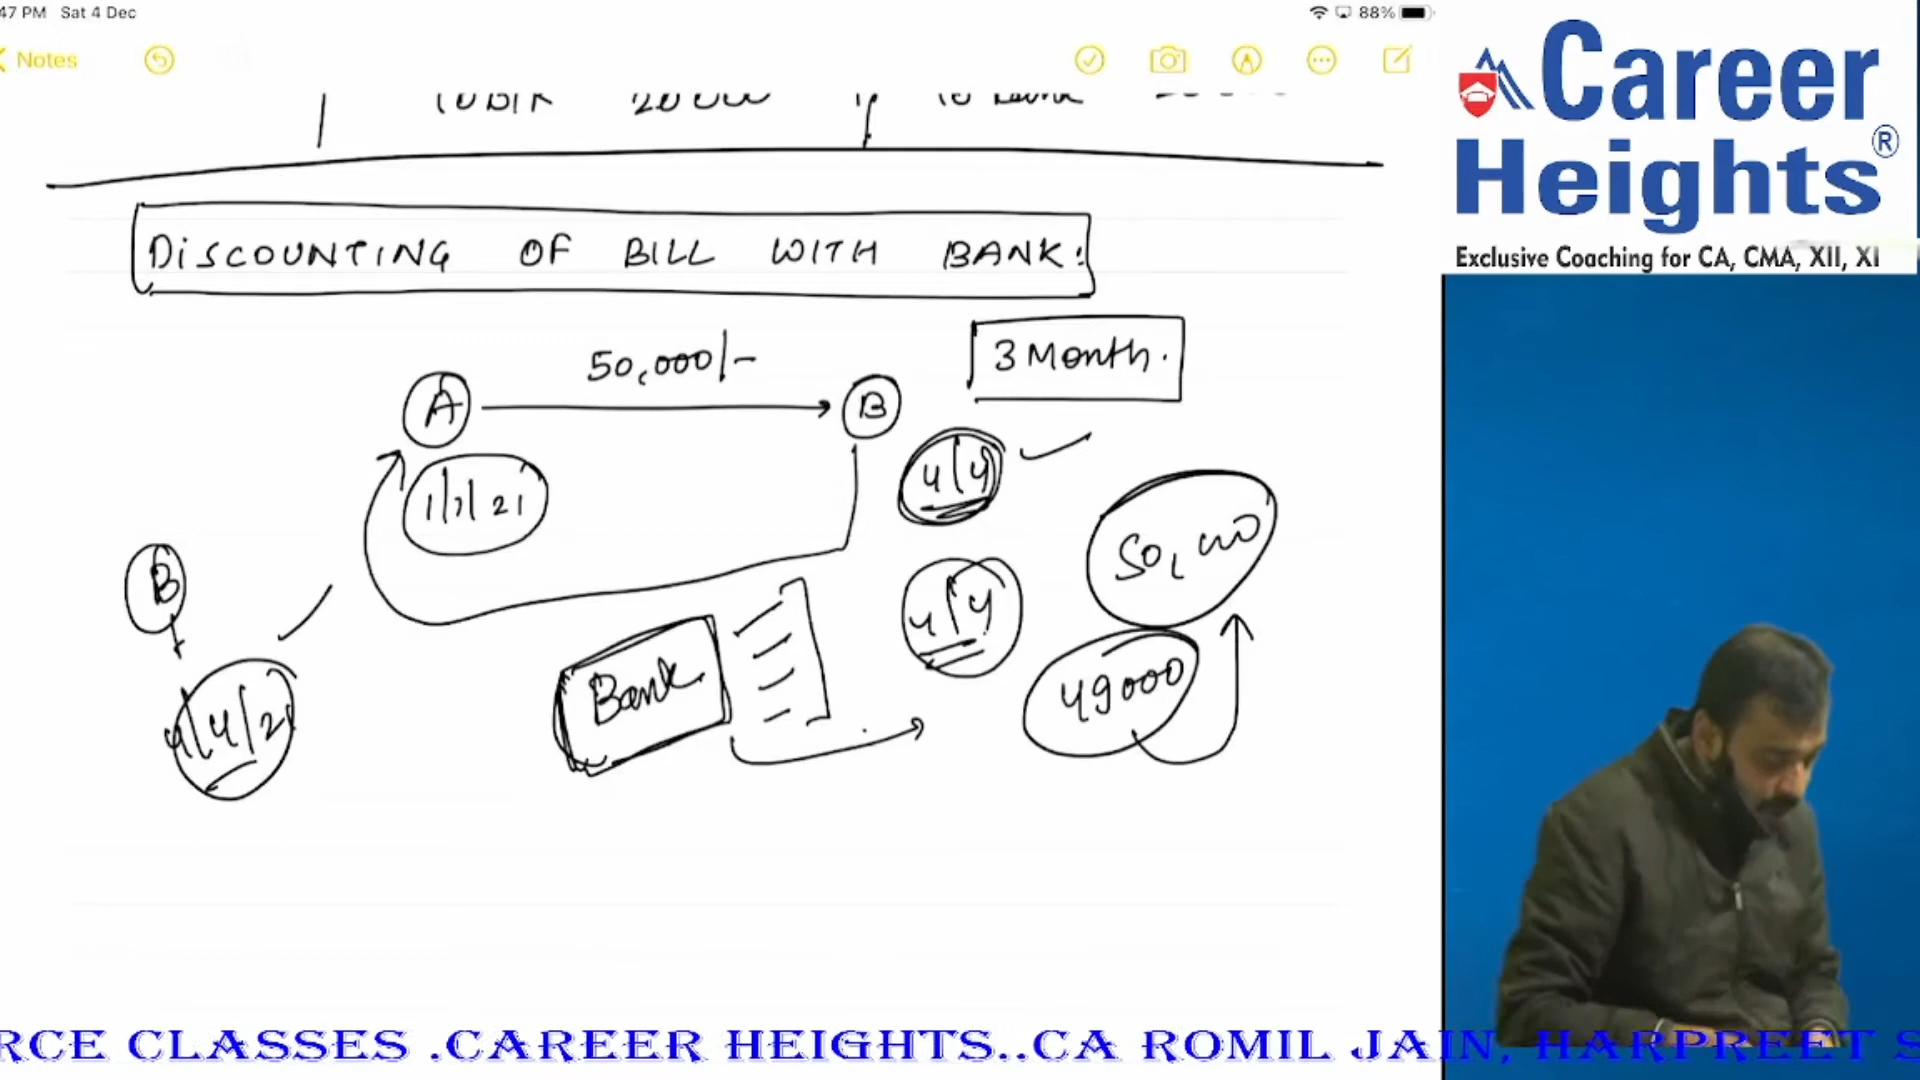 47 PM Sat 4 Dec
88%
Notes
Career
Heights®
Exclusive Coaching for CA, CMA, XII, XI
DISCOUNTING OF BILL WITH BANK:
50,000/-
3 Month.
A
B
1/1/21
4/4
50,000
B
4/4
Bank
49000
4/4/21
RCE CLASSES .CAREER HEIGHTS..CA ROMIL JAIN, HARPREET S